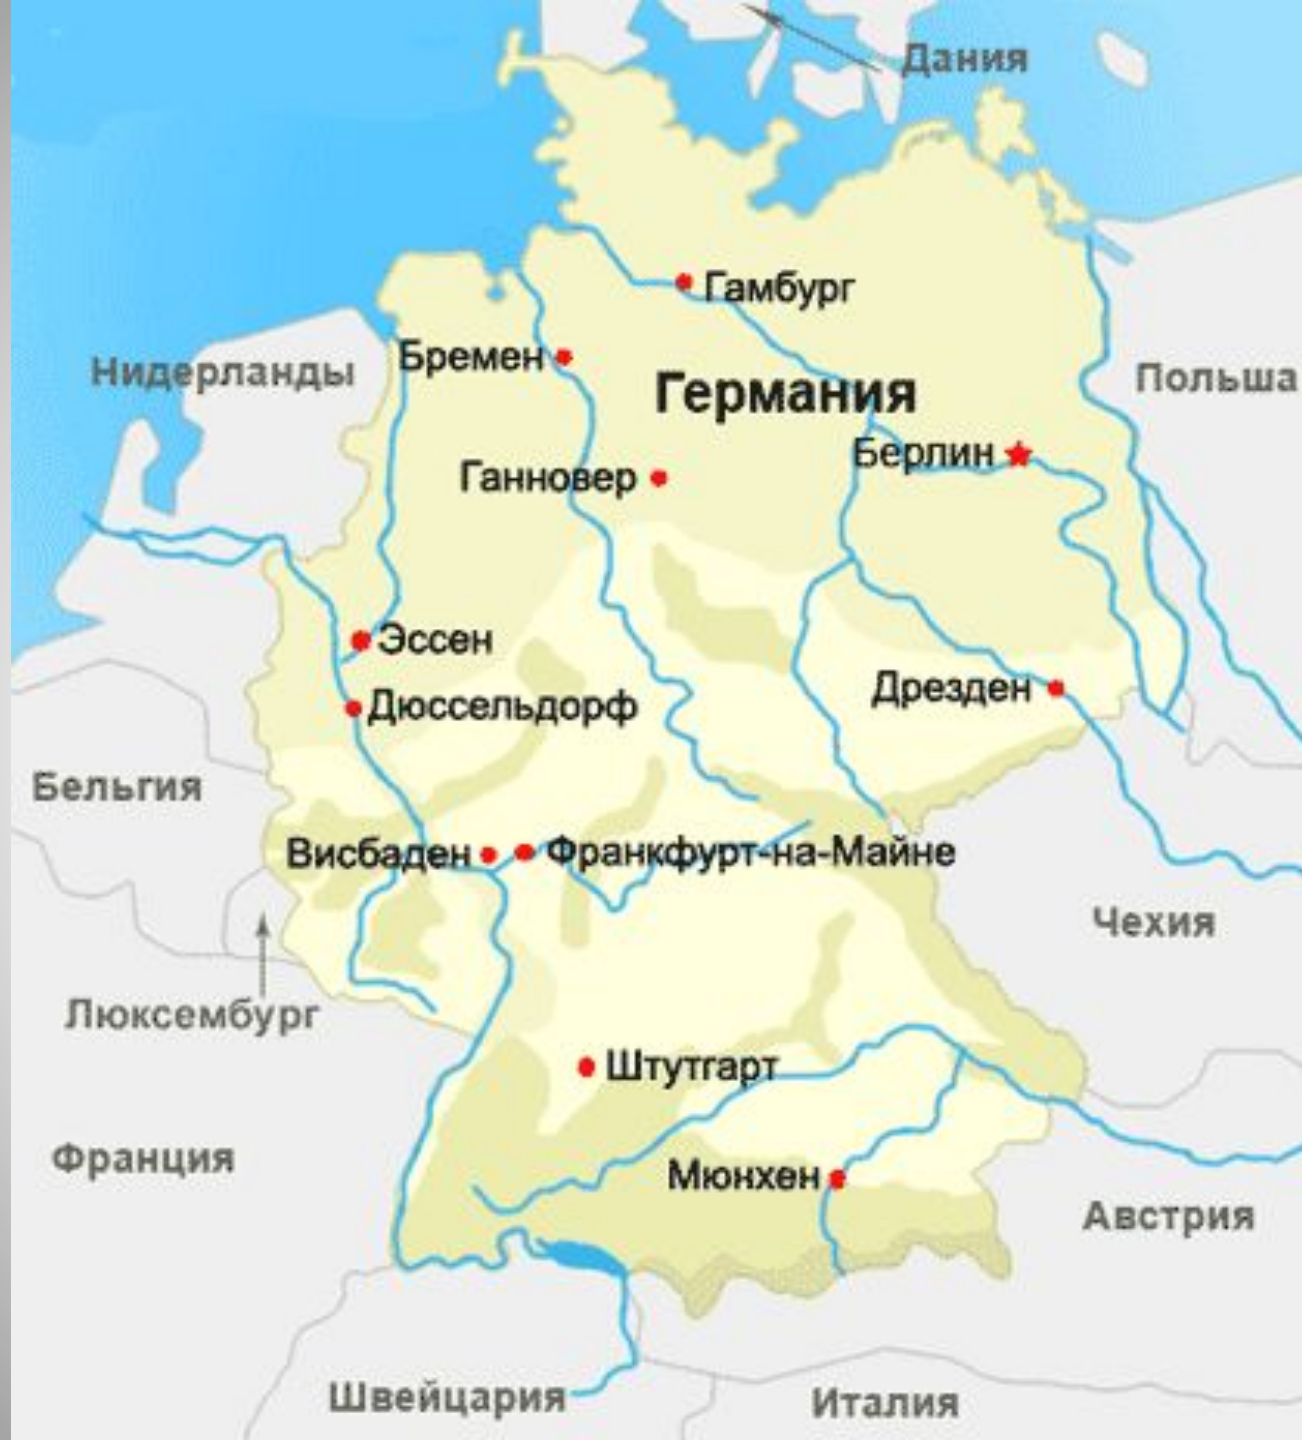 Дания
Гамбург
Бремен
Нидерланды
Германия
Польша
Берлин
Ганновер
Эссен
Дрезден
Дюссельдорф
Бельгия
Висбаден
Франкфурт-на-Майне
Чехия
Люксембург
Штутгарт
Франция
Мюнхен
Австрия
Швейцария
Италия